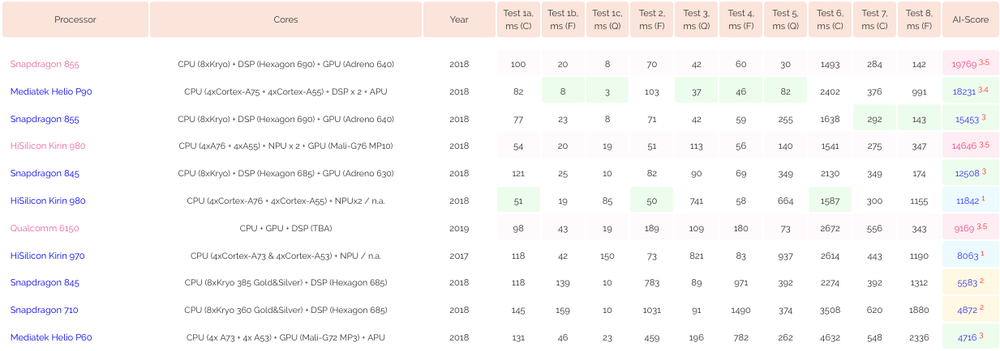 Processor Cores Year Test 1a, ms (C) Test 1b, ms (F) Test 1c, ms (Q) Test 2, ms (F) Test 3, ms (Q) Test 4, ms (F) Test 5, ms (Q) Test 6, ms (C) Test 7, ms (C) Test 8, ms (F) AI-Score
Snapdragon 855 CPU (8xKryo) + DSP (Hexagon 690) + GPU (Adreno 640) 2018 100 20 8 70 42 60 30 1493 284 142 19769 3.5
Mediatek Helio P90 CPU (4xCortex-A75 + 4xCortex-A55) + DSP x 2 + APU 2018 82 8 3 103 37 46 82 2402 376 991 18231 3.4
Snapdragon 855 CPU (8xKryo) + DSP (Hexagon 690) + GPU (Adreno 640) 2018 77 23 8 71 42 59 255 1638 292 143 15453 3
HiSilicon Kirin 980 CPU (4xA76 + 4xA55) + NPU x 2 + GPU (Mali-G76 MP10) 2018 54 20 19 51 113 56 140 1541 275 347 14646 3.5
Snapdragon 845 CPU (8xKryo) + DSP (Hexagon 685) + GPU (Adreno 630) 2018 121 25 10 82 90 69 349 2130 349 174 12508 3
HiSilicon Kirin 980 CPU (4xCortex-A76 + 4xCortex-A55) + NPUx2 / n.a. 2018 51 19 85 50 741 58 664 1587 300 1155 11842 1
Qualcomm 6150 CPU + GPU + DSP (TBA) 2019 98 43 19 189 109 180 73 2672 556 343 9169 3.5
HiSilicon Kirin 970 CPU (4xCortex-A73 & 4xCortex-A53) + NPU / n.a. 2017 118 42 150 73 821 83 937 2614 443 1190 8063 1
Snapdragon 845 CPU (8xKryo 385 Gold&Silver) + DSP (Hexagon 685) 2018 118 139 10 783 89 971 392 2274 392 1312 5583 2
Snapdragon 710 CPU (8xKryo 360 Gold&Silver) + DSP (Hexagon 685) 2018 145 159 10 1031 91 1490 374 3508 620 1880 4872 2
Mediatek Helio P60 CPU (4x A73 + 4x A53) + GPU (Mali-G72 MP3) + APU 2018 131 46 23 459 196 782 262 4632 548 2336 4716 3